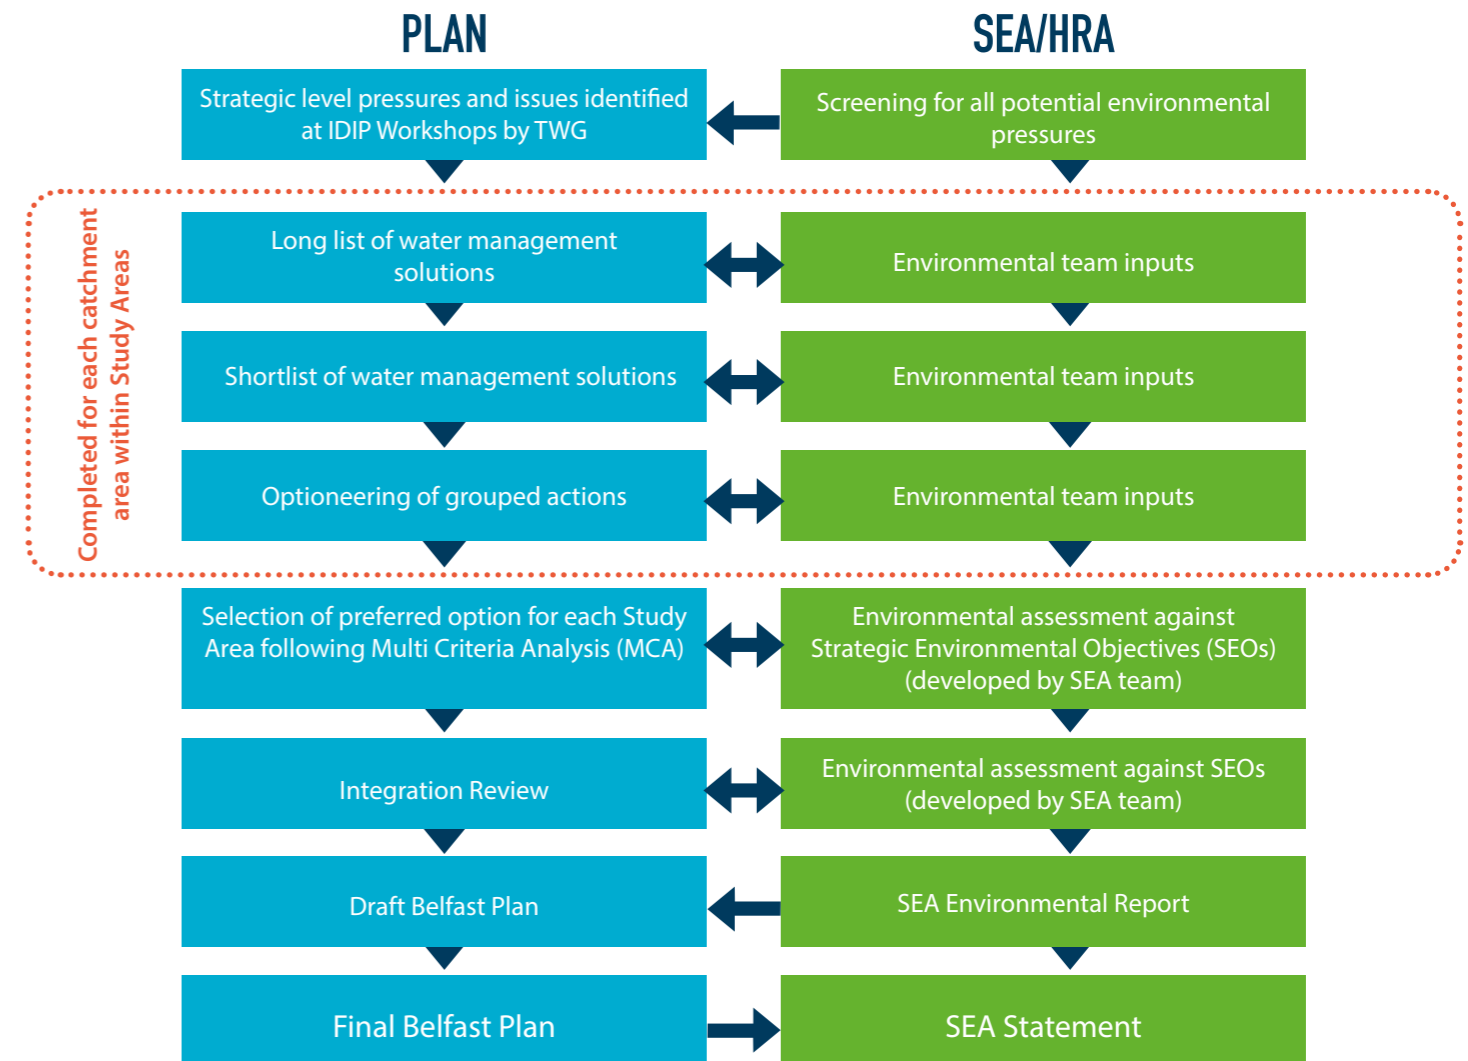 PLAN
SEA/HRA
Strategic level pressures and issues identified
at IDIP Workshops by TWG
Screening for all potential environmental
pressures
Completed for each catchment
area within Study Areas
Long list of water management
solutions
Environmental team inputs
Shortlist of water management solutions
Environmental team inputs
Optioneering of grouped actions
Environmental team inputs
Selection of preferred option for each Study
Area following Multi Criteria Analysis (MCA)
Environmental assessment against
Strategic Environmental Objectives (SEOs)
(developed by SEA team)
Integration Review
Environmental assessment against SEOs
(developed by SEA team)
Draft Belfast Plan
SEA Environmental Report
Final Belfast Plan
SEA Statement